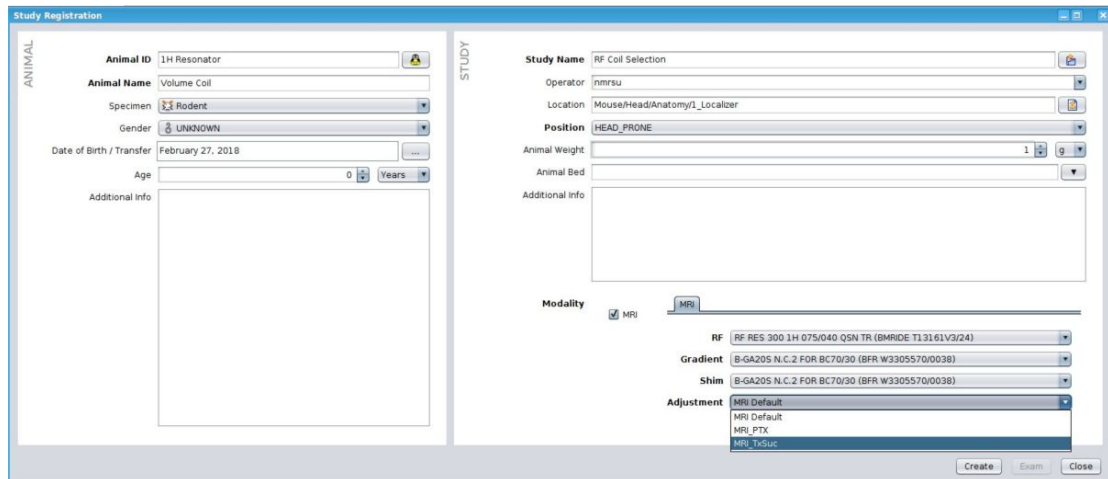 Study Registration
ANIMAL
Animal ID 1H Resonator
Animal Name Volume Coil
Specimen Rodent
Gender UNKNOWN
Date of Birth / Transfer February 27, 2018 ...
Age 0 Years
Additional Info
STUDY
Study Name RF Coil Selection
Operator nmrsu
Location Mouse/Head/Anatomy/1_Localizer
Position HEAD_PRONE
Animal Weight 1 g
Animal Bed
Additional Info
Modality MRI MRI
RF RF RES 300 1H 075/040 QSN TR (BMRIDE T13161V3/24)
Gradient B-GA20S N.C.2 FOR BC70/30 (BFR W3305570/0038)
Shim B-GA20S N.C.2 FOR BC70/30 (BFR W3305570/0038)
Adjustment MRI Default
MRI Default
MRI_PTX
MRI_TxSuc
Create Exam Close